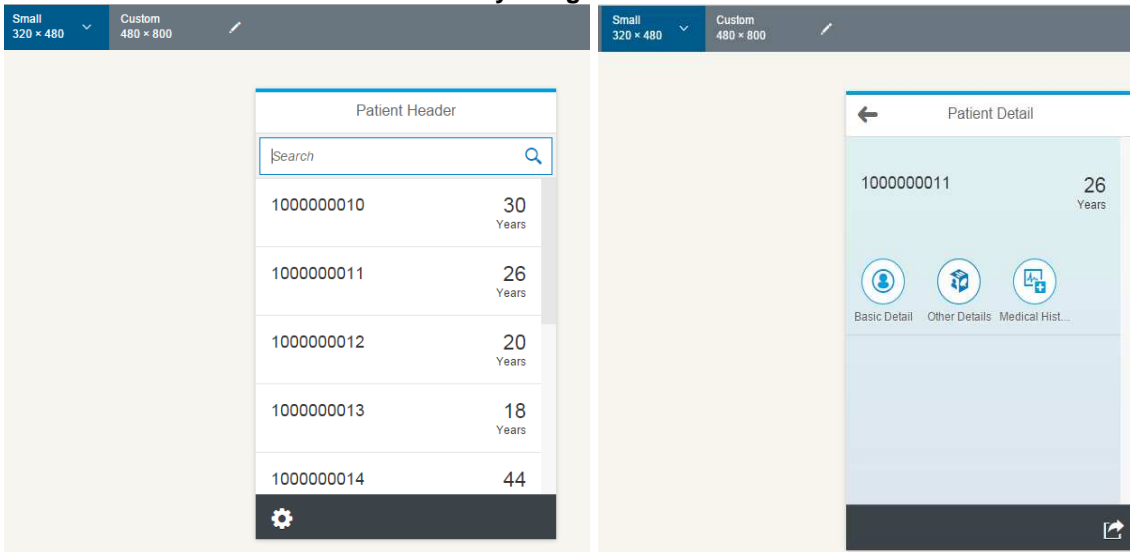 Small
320 × 480
Custom
480 × 800
Patient Header
Search
1000000010
30
Years
1000000011
26
Years
1000000012
20
Years
1000000013
18
Years
1000000014
44
Small
320 × 480
Custom
480 × 800
Patient Detail
1000000011
26
Years
Basic Detail
Other Details
Medical Hist...